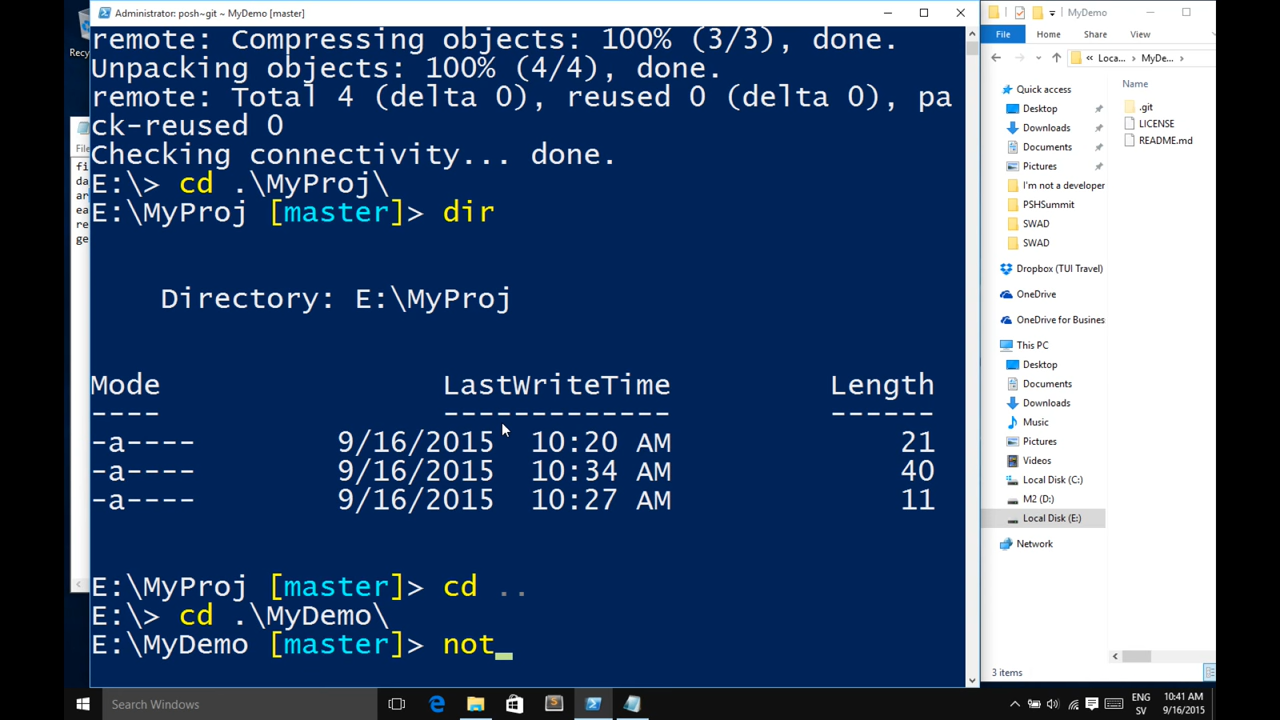 Administrator: posh~git ~ MyDemo [master]
remote: Compressing objects: 100% (3/3), done.
Unpacking objects: 100% (4/4), done.
remote: Total 4 (delta 0), reused 0 (delta 0), pa
ck-reused 0
Checking connectivity... done.
E:\> cd .\MyProj\
E:\MyProj [master]> dir
Directory: E:\MyProj
Mode LastWriteTime Length
---- ------------- ------
-a---- 9/16/2015 10:20 AM 21
-a---- 9/16/2015 10:34 AM 40
-a---- 9/16/2015 10:27 AM 11
E:\MyProj [master]> cd ..
E:\> cd .\MyDemo\
E:\MyDemo [master]> not
MyDemo
File Home Share View
« Loca... MyDe...
Quick access
Desktop
Downloads
Documents
Pictures
I'm not a developer
PSHSummit
SWAD
SWAD
Dropbox (TUI Travel)
OneDrive
OneDrive for Busines
This PC
Desktop
Documents
Downloads
Music
Pictures
Videos
Local Disk (C:)
M2 (D:)
Local Disk (E:)
Network
Name
.git
LICENSE
README.md
3 items
Search Windows
ENG
SV
10:41 AM
9/16/2015